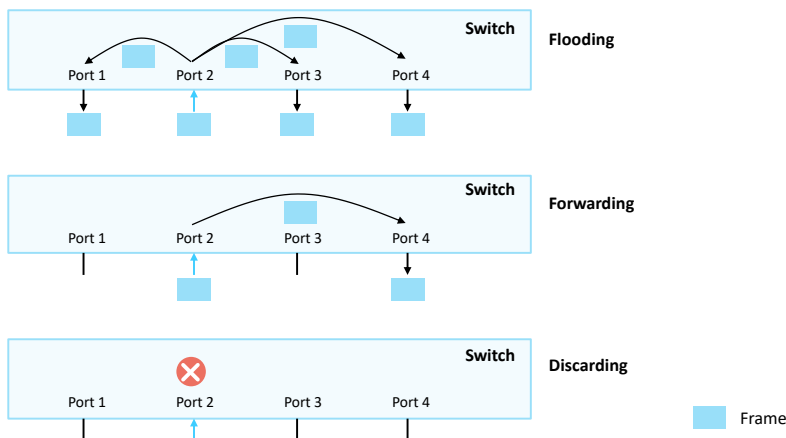 Switch
Flooding
Port 1
Port 2
Port 3
Port 4
Switch
Forwarding
Port 1
Port 2
Port 3
Port 4
Switch
Discarding
Port 1
Port 2
Port 3
Port 4
Frame